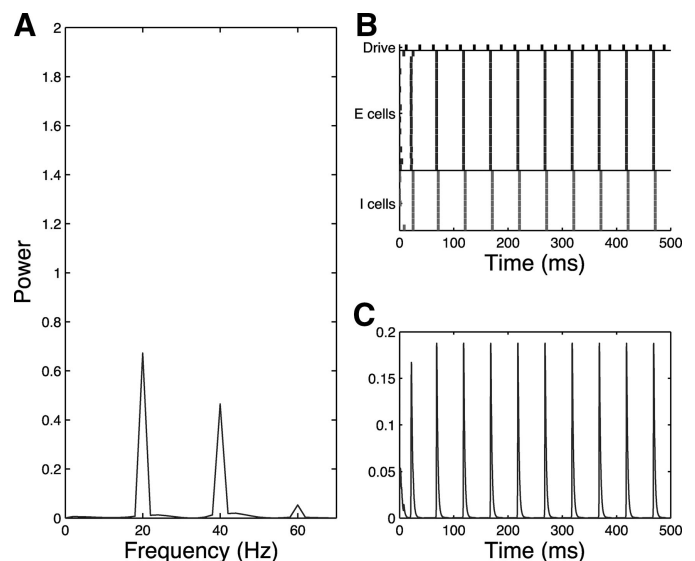 A
2
1.8
1.6
1.4
1.2
1
0.8
0.6
0.4
0.2
0
0 20 40 60
Power
Frequency (Hz)
B
Drive
E cells
I cells
0 100 200 300 400 500
Time (ms)
C
0.2
0.15
0.1
0.05
0
0 100 200 300 400 500
Time (ms)